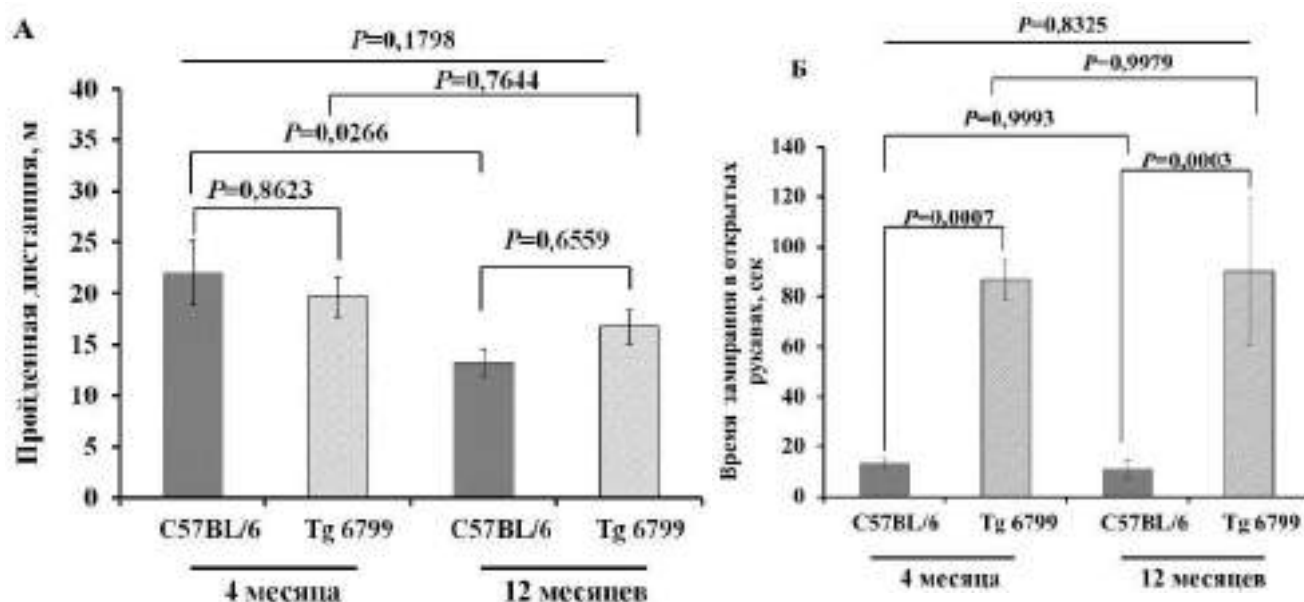 А
P=0,1798
P=0,7644
P=0,0266
P=0,8623
P=0,6559
Пройденная дистанция, м
40
35
30
25
20
15
10
5
0
C57BL/6 Tg 6799 C57BL/6 Tg 6799
4 месяца 12 месяцев
Б
P=0,8325
P=0,9979
P=0,9993
P=0,0003
P=0,0007
Время замирания в открытых
рукавах, сек
140
120
100
80
60
40
20
0
C57BL/6 Tg 6799 C57BL/6 Tg 6799
4 месяца 12 месяцев